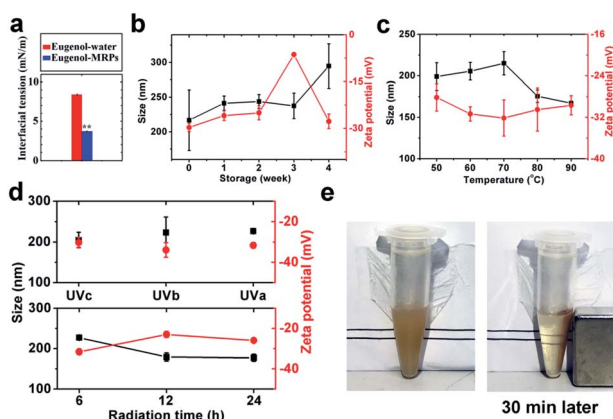 a
Eugenol-water
Eugenol-MRPs
Interfacial tension (mN/m)
10
5
0
**
b
Size (nm)
300
250
200
0
-15
-30
Zeta potential (mV)
0 1 2 3 4
Storage (week)
c
Size (nm)
250
200
150
100
-16
-24
-32
-40
Zeta potential (mV)
50 60 70 80 90
Temperature (°C)
d
Size (nm)
300
200
100
-20
-40
UVc UVb UVa
300
200
100
-20
-40
Zeta potential (mV)
6 12 24
Radiation time (h)
e
30 min later